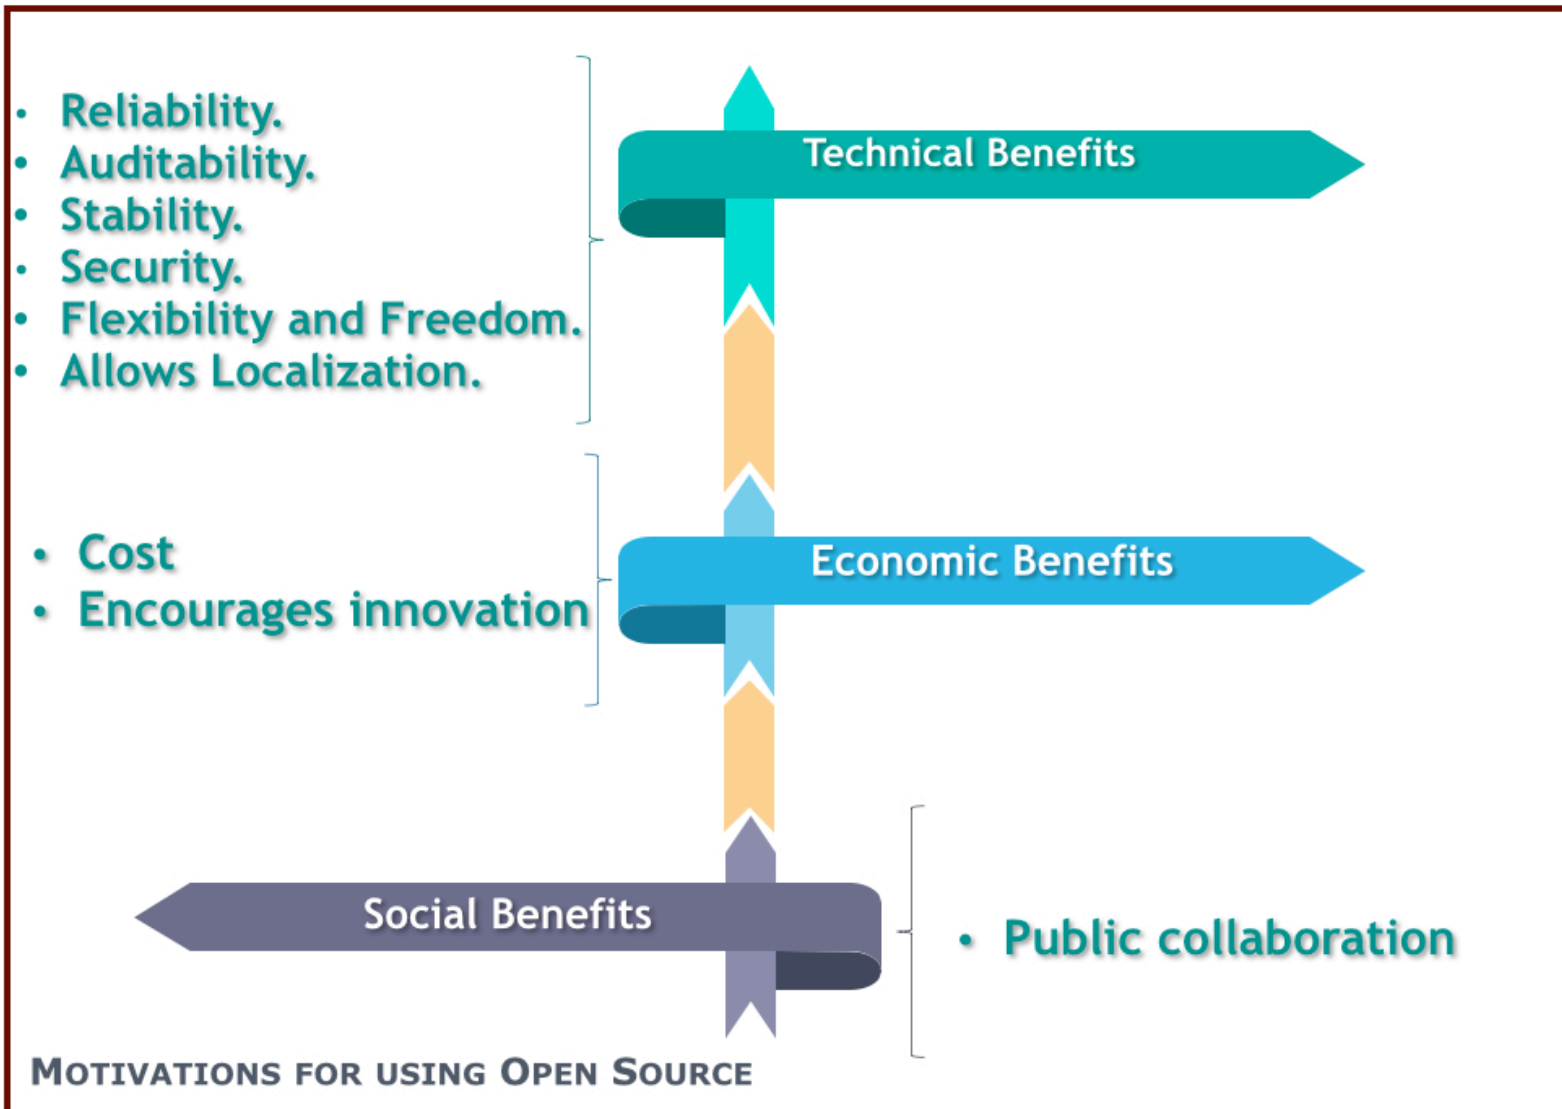 • Reliability.
• Auditability.
• Stability.
• Security.
• Flexibility and Freedom.
• Allows Localization.
Technical Benefits
• Cost
• Encourages innovation
Economic Benefits
Social Benefits
• Public collaboration
MOTIVATIONS FOR USING OPEN SOURCE